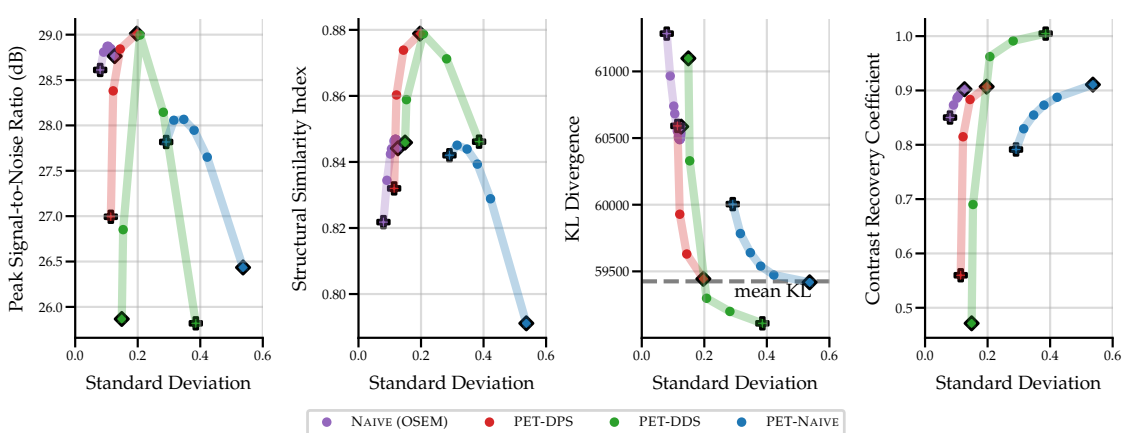 Peak Signal-to-Noise Ratio (dB)
29.0
28.5
28.0
27.5
27.0
26.5
26.0
0.0 0.2 0.4 0.6
Standard Deviation
Structural Similarity Index
0.88
0.86
0.84
0.82
0.80
0.0 0.2 0.4 0.6
Standard Deviation
KL Divergence
61000
60500
60000
59500
mean KL
0.0 0.2 0.4 0.6
Standard Deviation
Contrast Recovery Coefficient
1.0
0.9
0.8
0.7
0.6
0.5
0.0 0.2 0.4 0.6
Standard Deviation
NAIVE (OSEM) PET-DPS PET-DDS PET-NAIVE